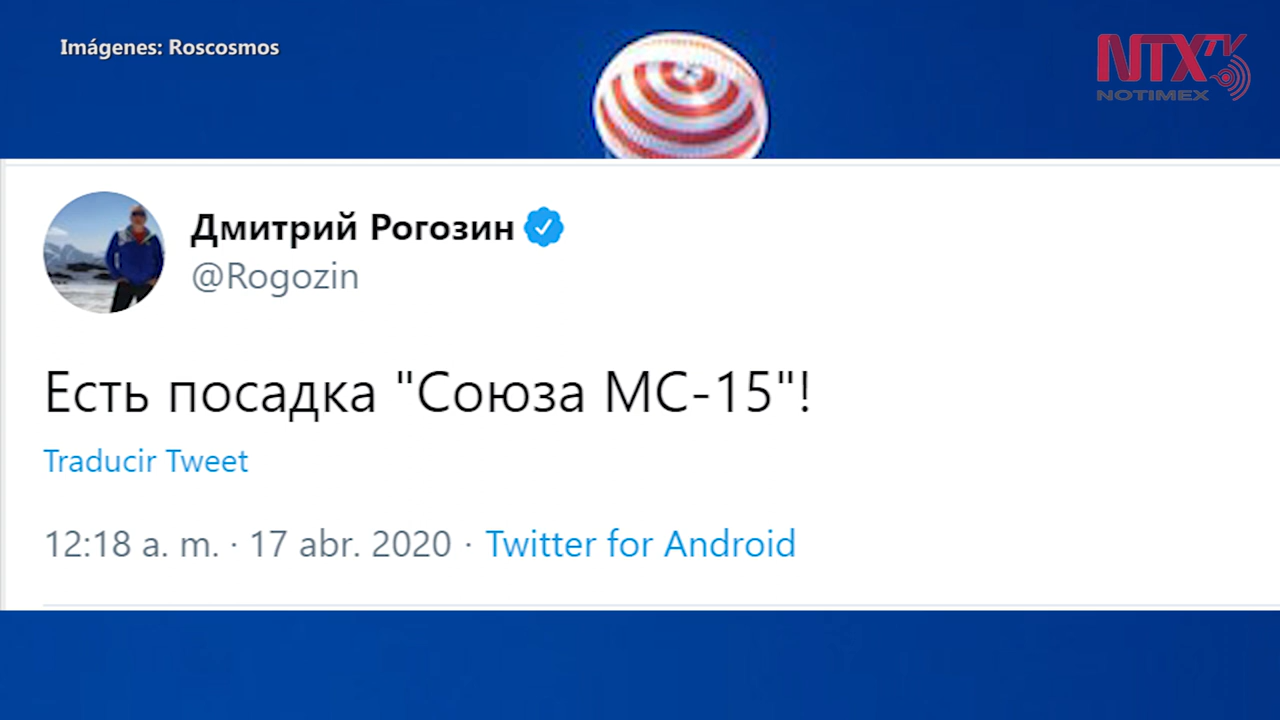 Imágenes: Roscosmos
NTX TV
NOTIMEX
Дмитрий Рогозин
@Rogozin
Есть посадка "Союза МС-15"!
Traducir Tweet
12:18 a. m. · 17 abr. 2020 · Twitter for Android